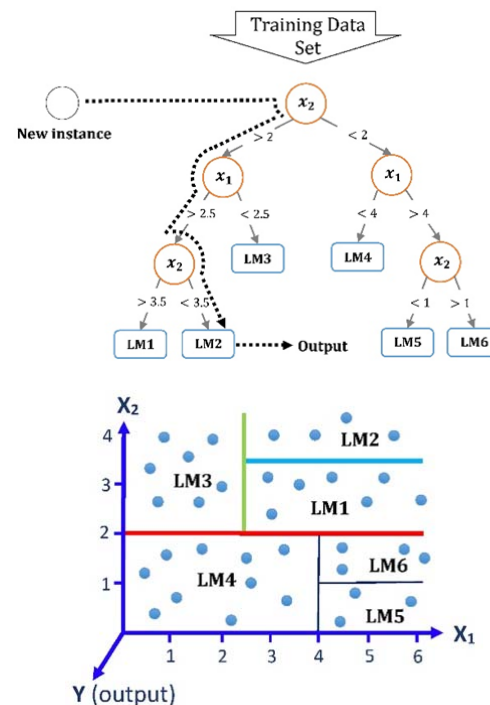 Training Data
Set
New instance
x₂
> 2
< 2
x₁
x₁
> 2.5
< 2.5
< 4
> 4
x₂
LM3
LM4
x₂
> 3.5
< 3.5
< 1
> 1
LM1
LM2
Output
LM5
LM6
X₂
4
LM2
LM3
3
LM1
2
LM4
LM6
1
LM5
X₁
1
2
3
4
5
6
Y (output)